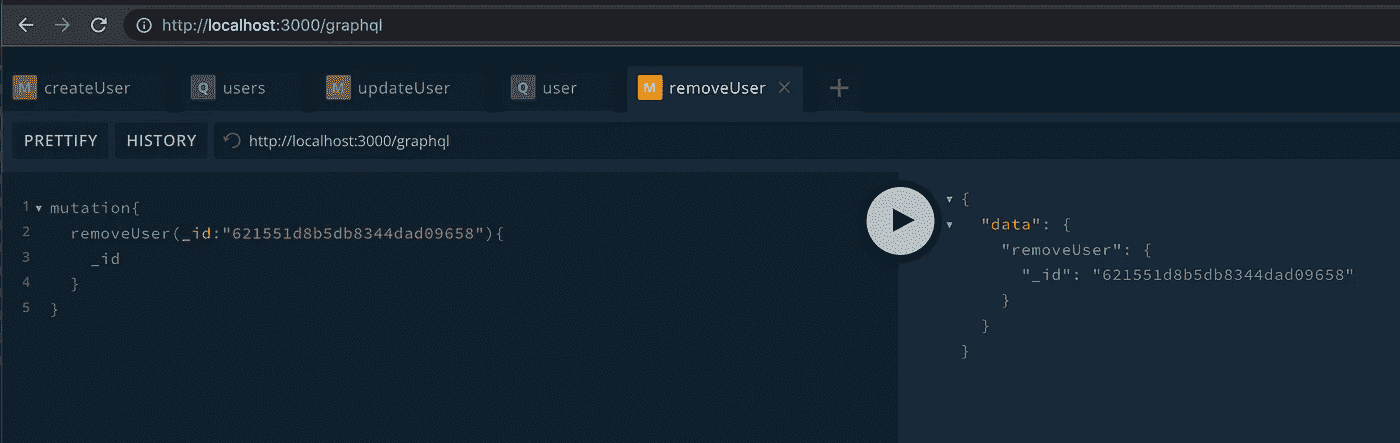 http://localhost:3000/graphql
M createUser Q users M updateUser Q user M removeUser
PRETTIFY HISTORY http://localhost:3000/graphql
1 mutation{
2 removeUser(_id:"621551d8b5db8344dad09658"){
3 _id
4 }
5 }
{
"data": {
"removeUser": {
"_id": "621551d8b5db8344dad09658"
}
}
}